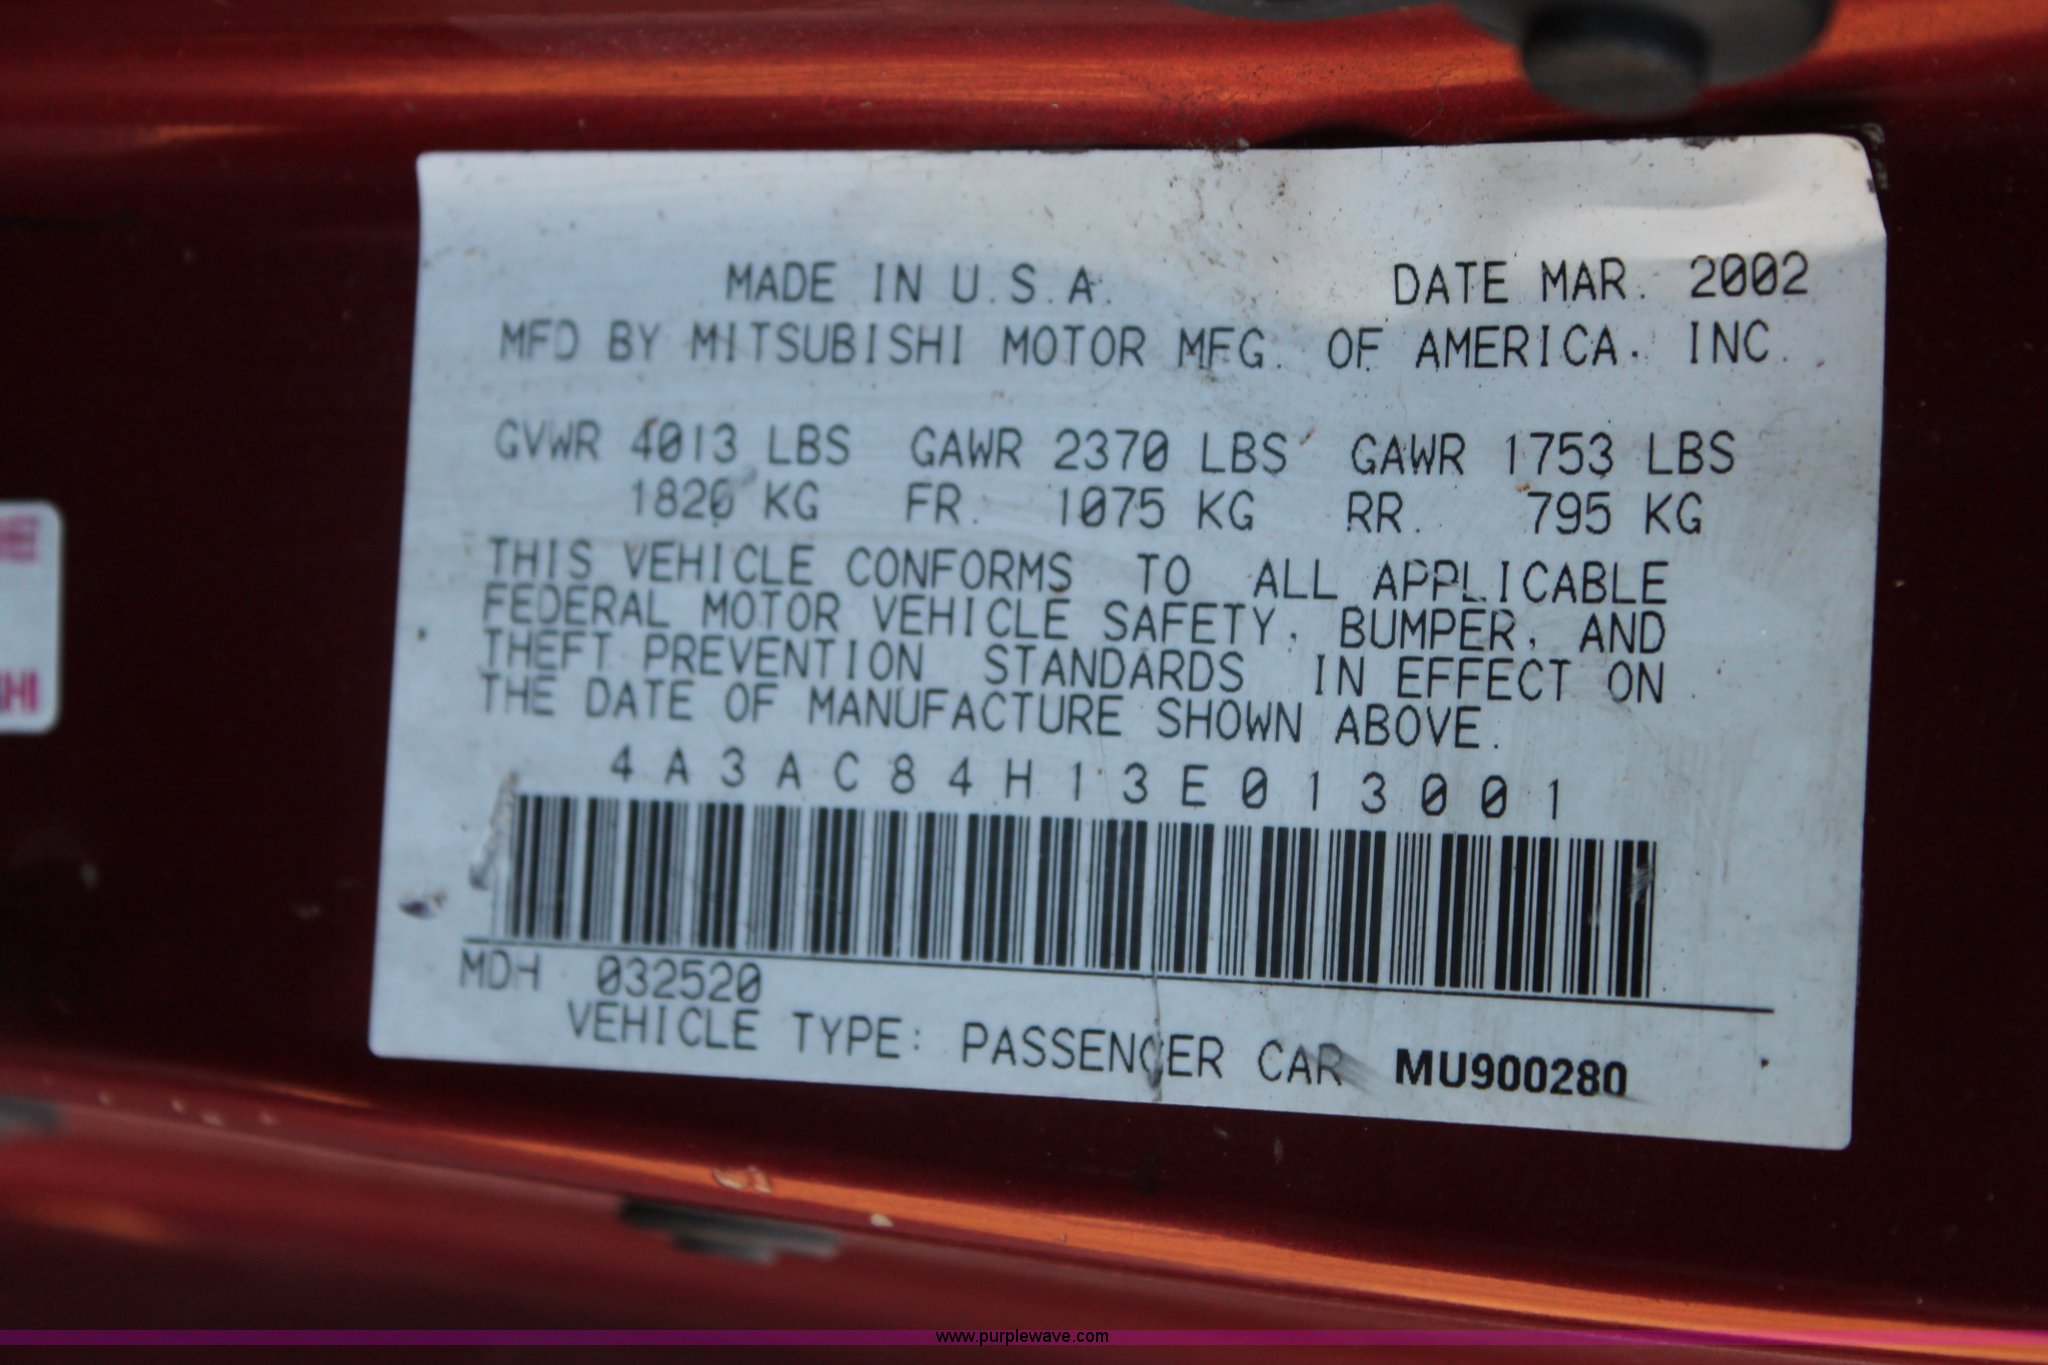 MADE IN U.S.A. DATE MAR. 2002
MFD BY MITSUBISHI MOTOR MFG. OF AMERICA, INC.
GVWR 4013 LBS GAWR 2370 LBS GAWR 1753 LBS
1820 KG FR. 1075 KG RR. 795 KG
THIS VEHICLE CONFORMS TO ALL APPLICABLE
FEDERAL MOTOR VEHICLE SAFETY, BUMPER, AND
THEFT PREVENTION STANDARDS IN EFFECT ON
THE DATE OF MANUFACTURE SHOWN ABOVE.
4A3AC84H13E013001
MDH 032520
VEHICLE TYPE: PASSENGER CAR MU900280
www.purplewave.com